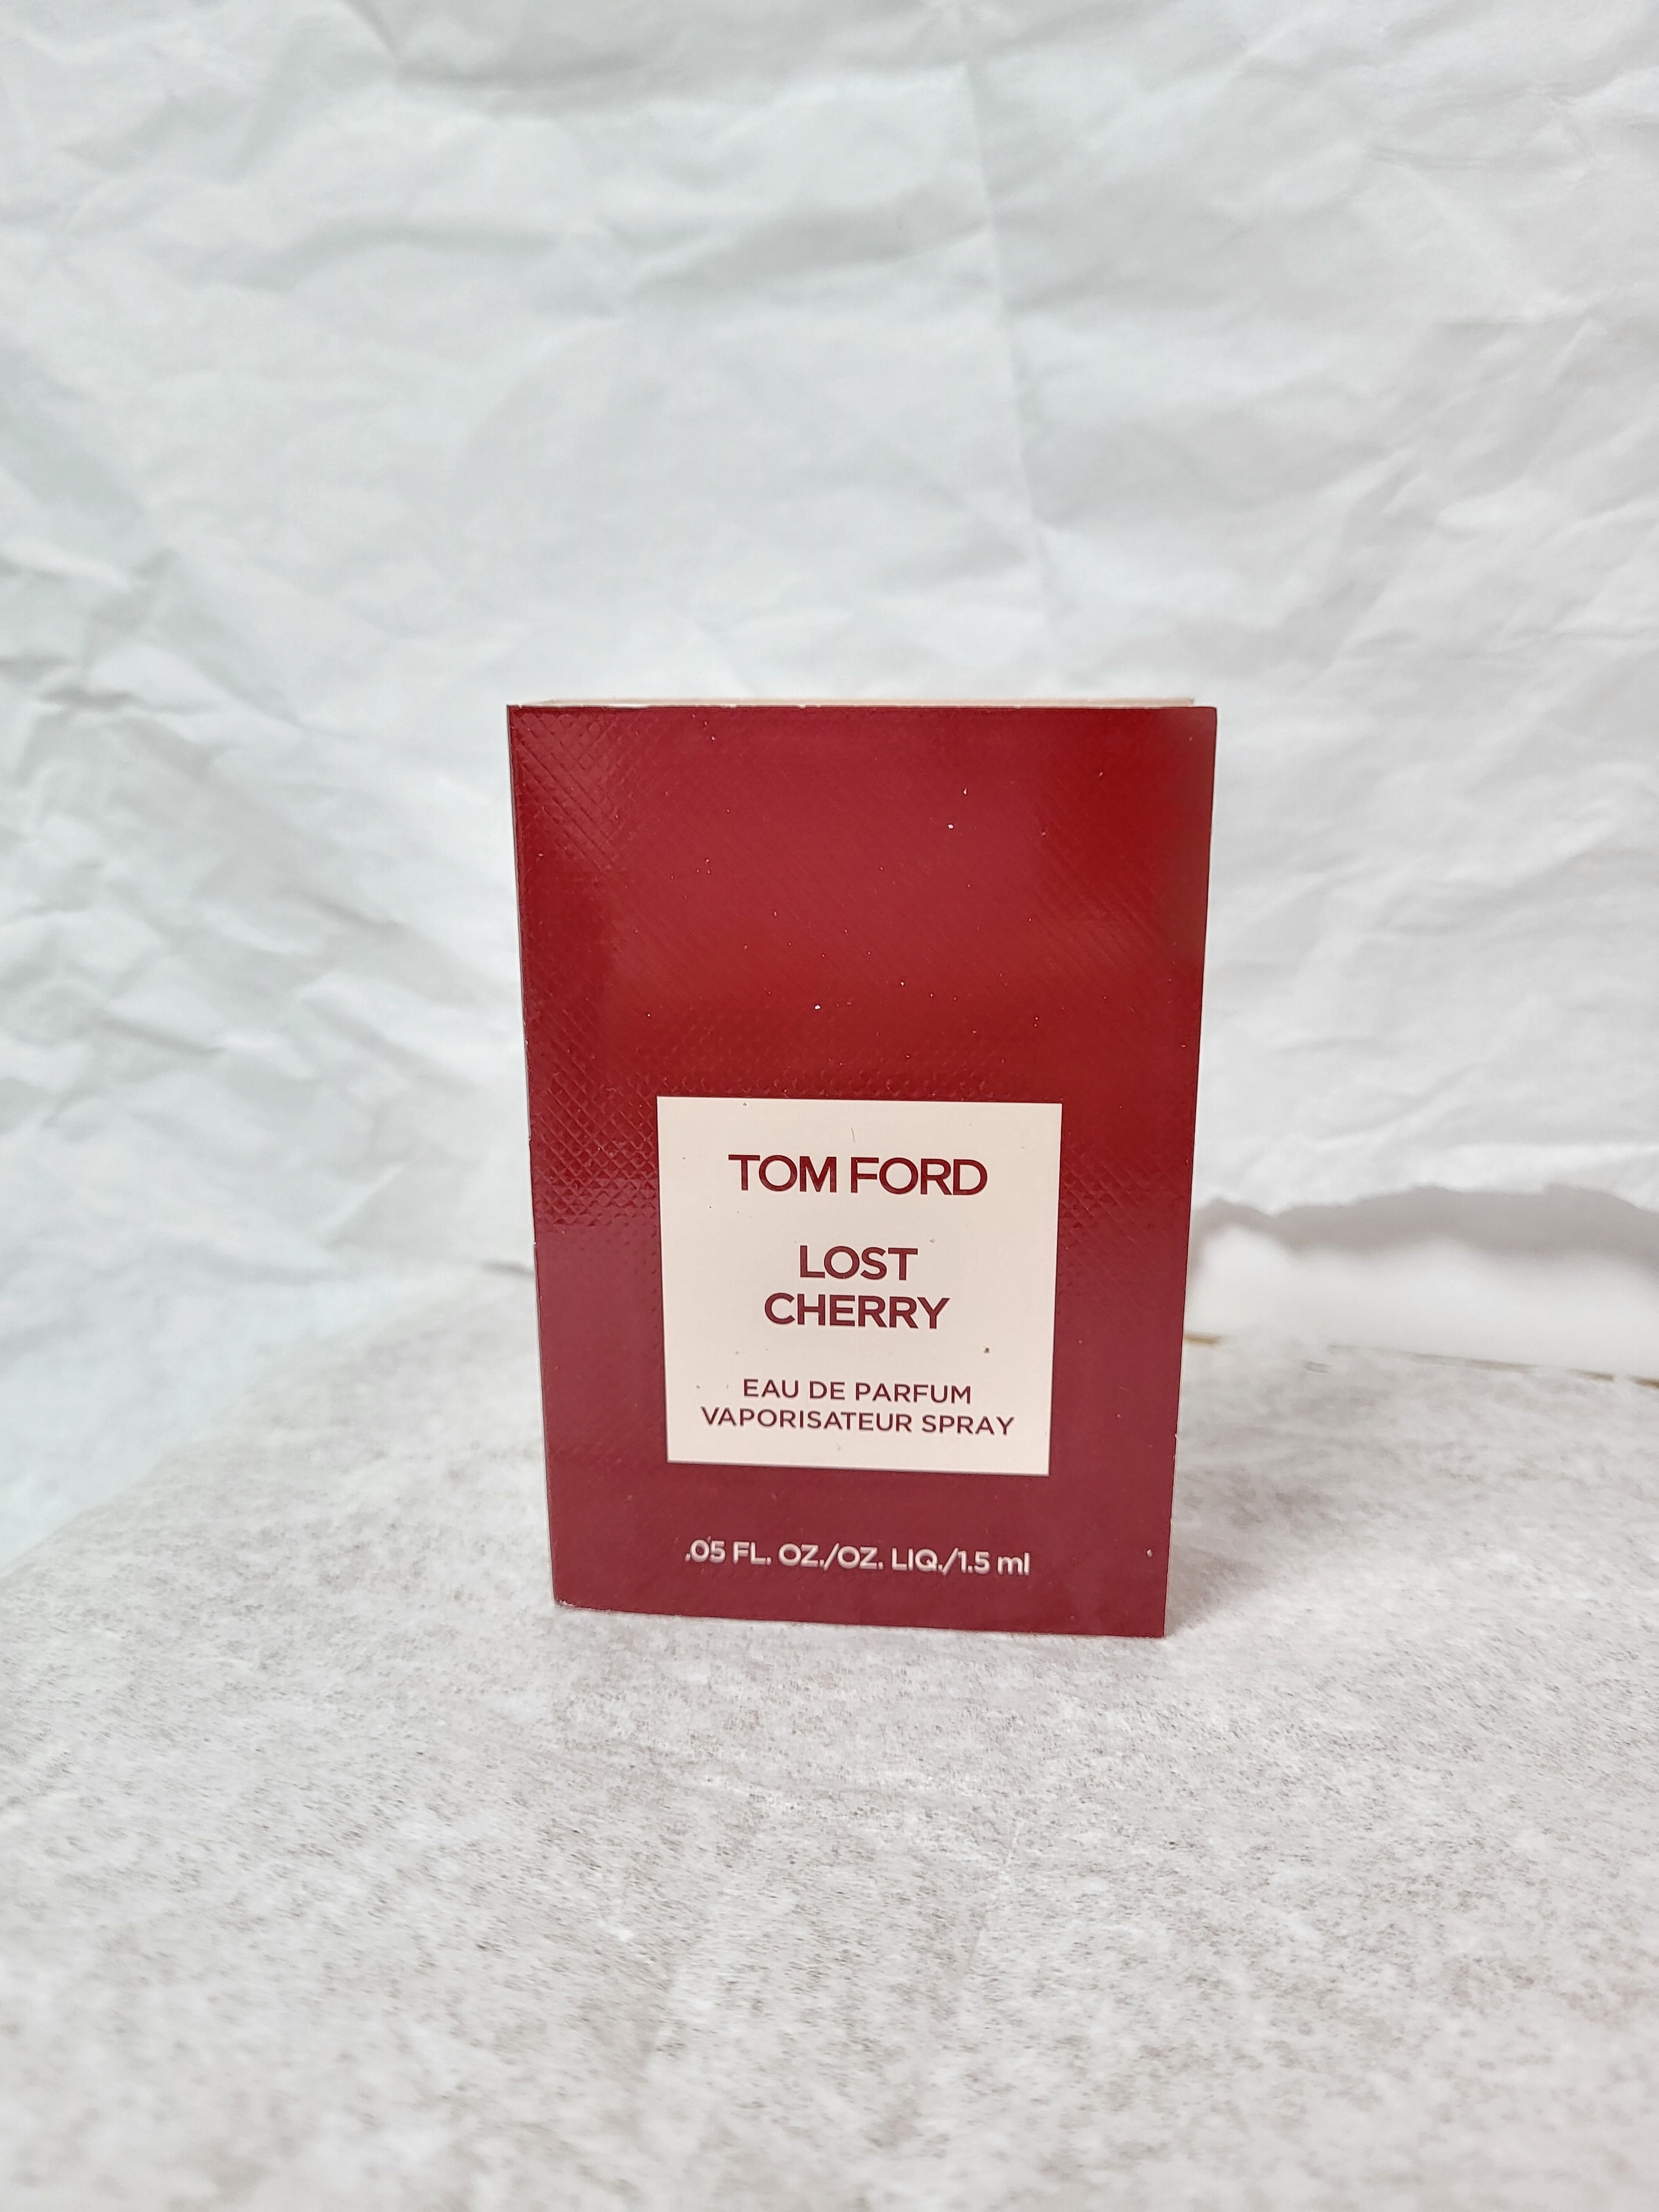 TOM FORD
LOST
CHERRY
EAU DE PARFUM
VAPORISATEUR SPRAY
.05 FL. OZ./OZ. LIQ./1.5 ml